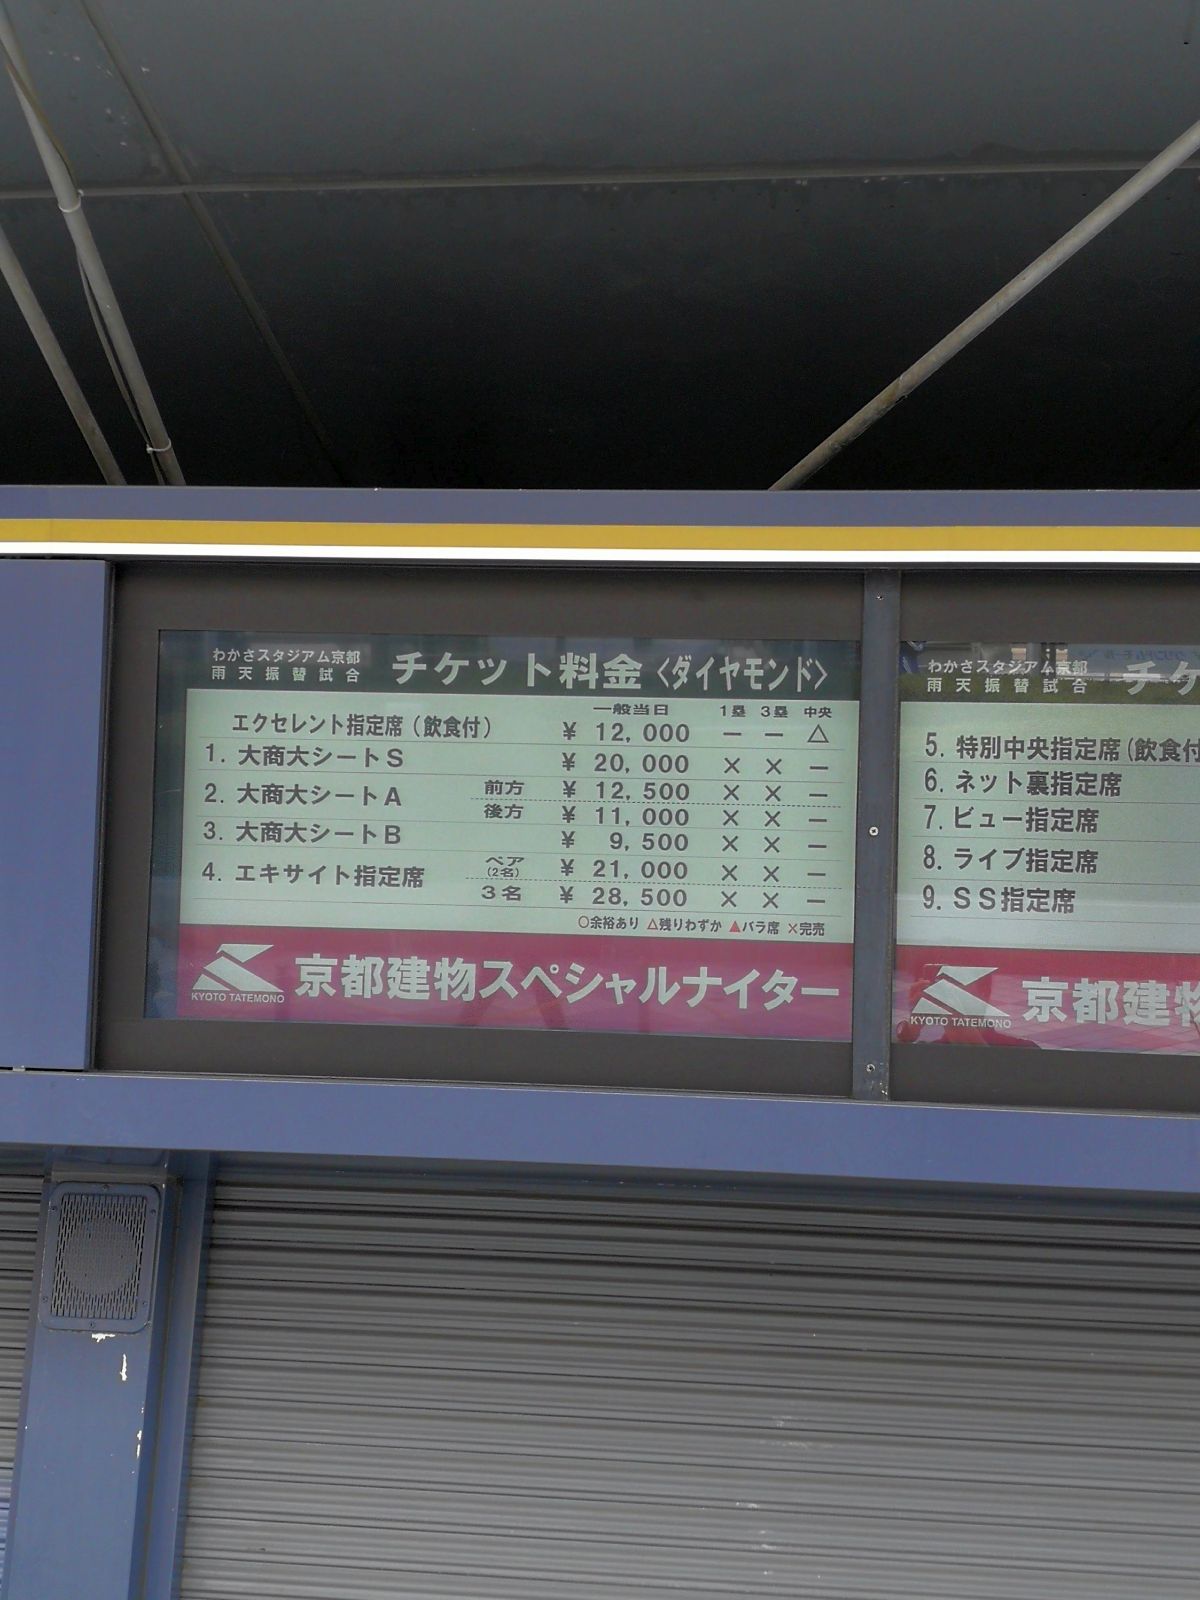 わかさスタジアム京都
雨天振替試合
チケット料金〈ダイヤモンド〉
一般当日 1塁 3塁 中央
エクセレント指定席（飲食付） ¥ 12,000 － － △
1. 大商大シートS ¥ 20,000 × × －
2. 大商大シートA 前方 ¥ 12,500 × × －
後方 ¥ 11,000 × × －
3. 大商大シートB ¥ 9,500 × × －
4. エキサイト指定席 ペア(2名) ¥ 21,000 × × －
3名 ¥ 28,500 × × －
○余裕あり △残りわずか ▲バラ席 ×完売
KYOTO TATEMONO
京都建物スペシャルナイター
わかさスタジアム京都
雨天振替試合
チケ
5. 特別中央指定席(飲食付
6. ネット裏指定席
7. ビュー指定席
8. ライブ指定席
9. SS指定席
KYOTO TATEMONO
京都建物